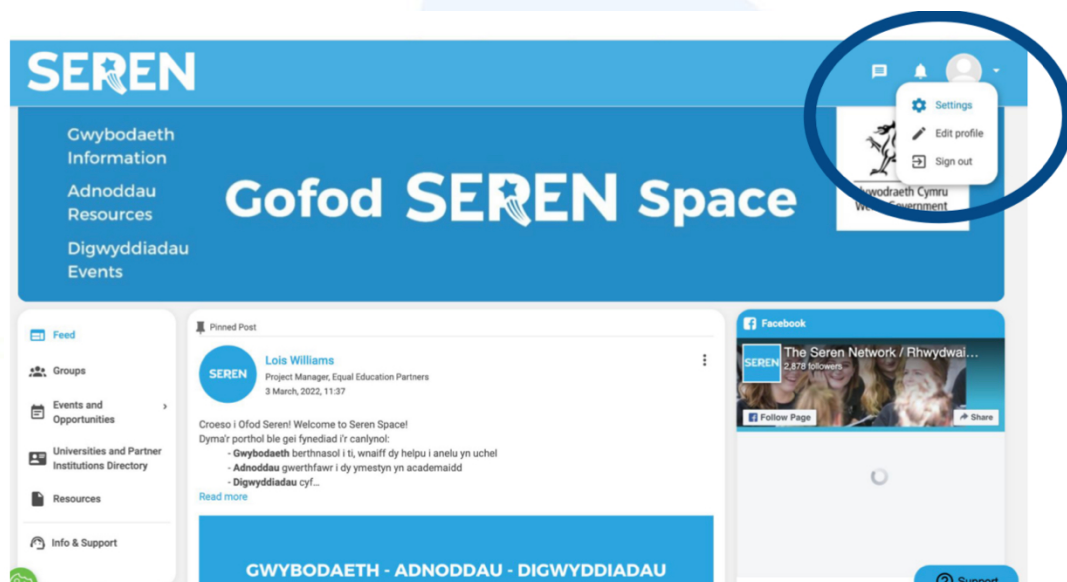 SEREN
Settings
Edit profile
Sign out
Gwybodaeth
Information
Adnoddau
Resources
Digwyddiadau
Events
Gofod SEREN Space
Cymru
Feed
Groups
Events and
Opportunities
Universities and Partner
Institutions Directory
Resources
Info & Support
Pinned Post
SEREN
Lois Williams
Project Manager, Equal Education Partners
3 March, 2022, 11:37
Croeso i Ofod Seren! Welcome to Seren Space!
Dyma'r porthol ble gei fynediad i'r canlynol:
- Gwybodaeth berthnasol i ti, wnaiff dy helpu i anelu yn uchel
- Adnoddau gwerthfawr i dy ymestyn yn academaidd
- Digwyddiadau cyf...
Read more
GWYBODAETH - ADNODDAU - DIGWYDDIADAU
Facebook
SEREN
The Seren Network / Rhwydwai...
2,878 followers
Follow Page
Share
Support